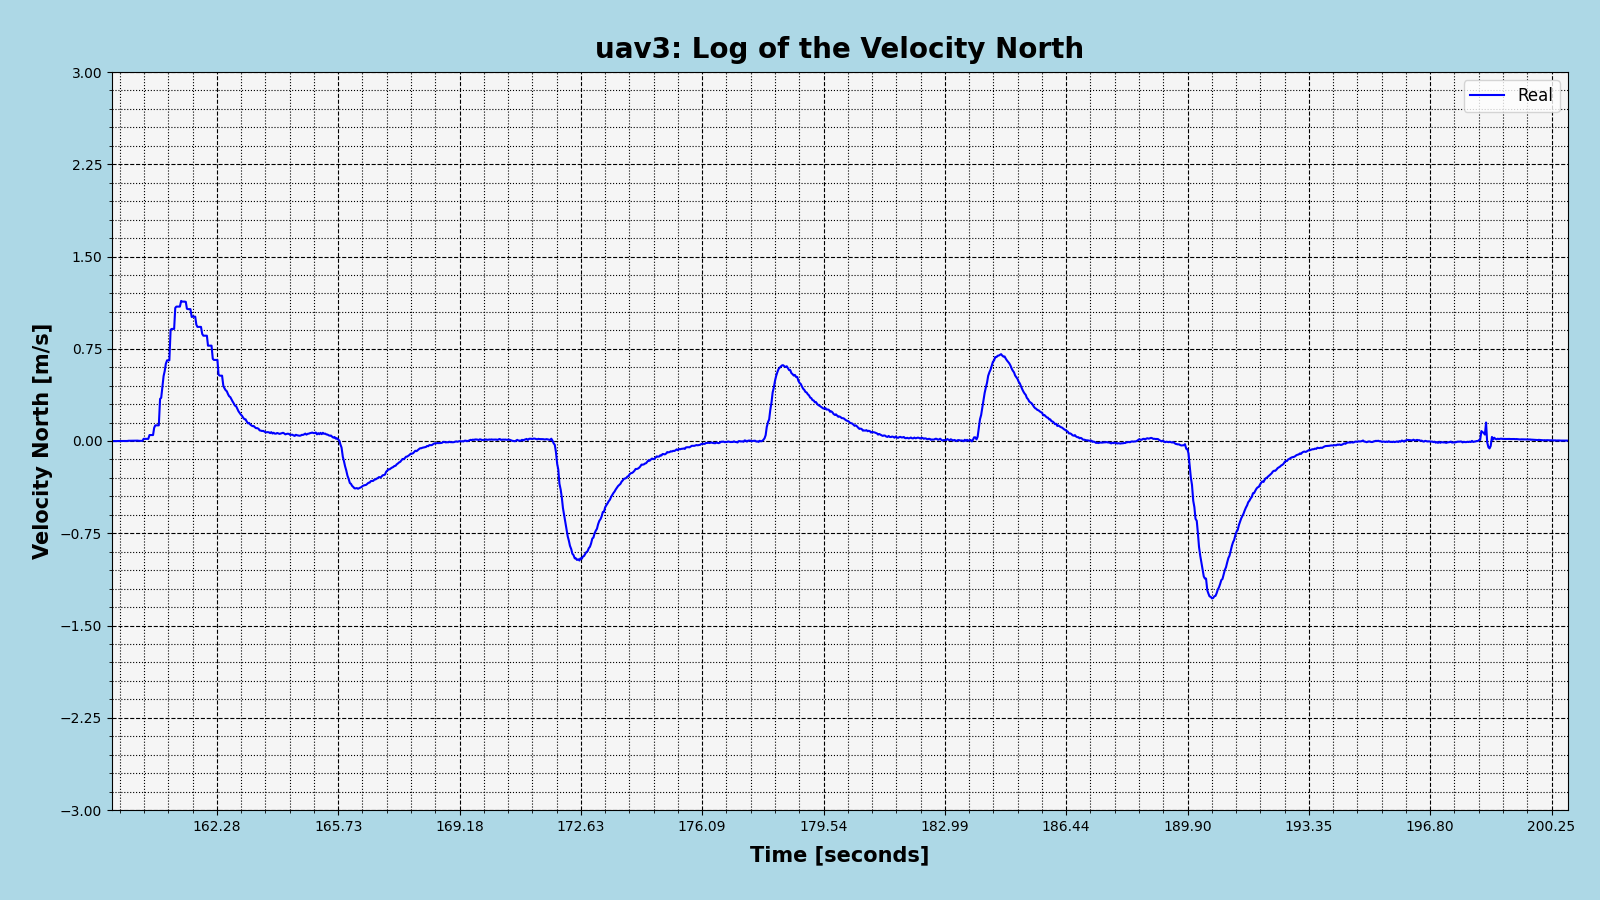 uav3: Log of the Velocity North
Real
Velocity North [m/s]
3.00
2.25
1.50
0.75
0.00
−0.75
−1.50
−2.25
−3.00
162.28 165.73 169.18 172.63 176.09 179.54 182.99 186.44 189.90 193.35 196.80 200.25
Time [seconds]